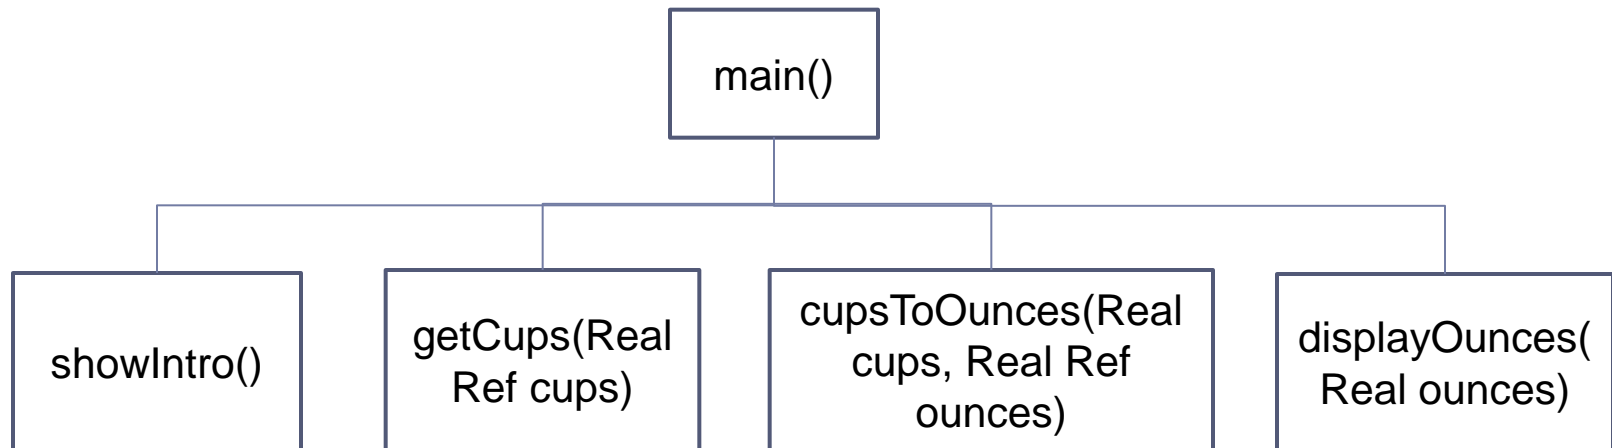 main()
showIntro()
getCups(Real
Ref cups)
cupsToOunces(Real
cups, Real Ref
ounces)
displayOunces(
Real ounces)